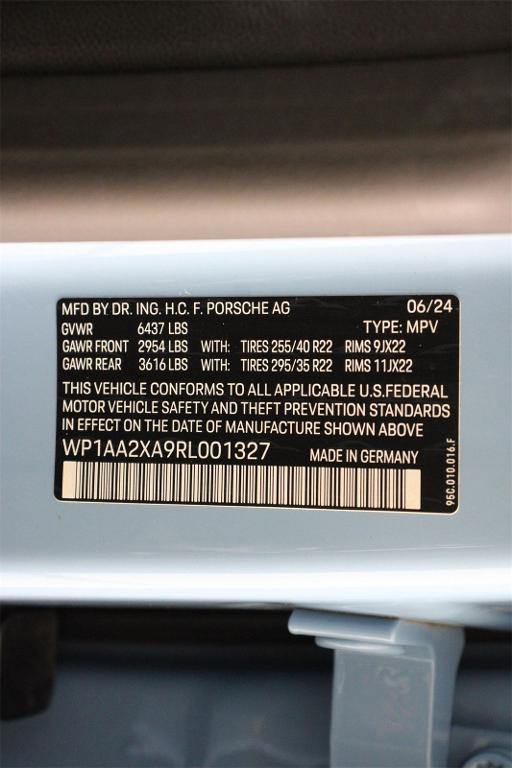 MFD BY DR. ING. H.C. F. PORSCHE AG 06/24
GVWR 6437 LBS TYPE: MPV
GAWR FRONT 2954 LBS WITH: TIRES 255/40 R22 RIMS 9JX22
GAWR REAR 3616 LBS WITH: TIRES 295/35 R22 RIMS 11JX22
THIS VEHICLE CONFORMS TO ALL APPLICABLE U.S.FEDERAL
MOTOR VEHICLE SAFETY AND THEFT PREVENTION STANDARDS
IN EFFECT ON THE DATE OF MANUFACTURE SHOWN ABOVE
WP1AA2XA9RL001327 MADE IN GERMANY
95C.010.016.F